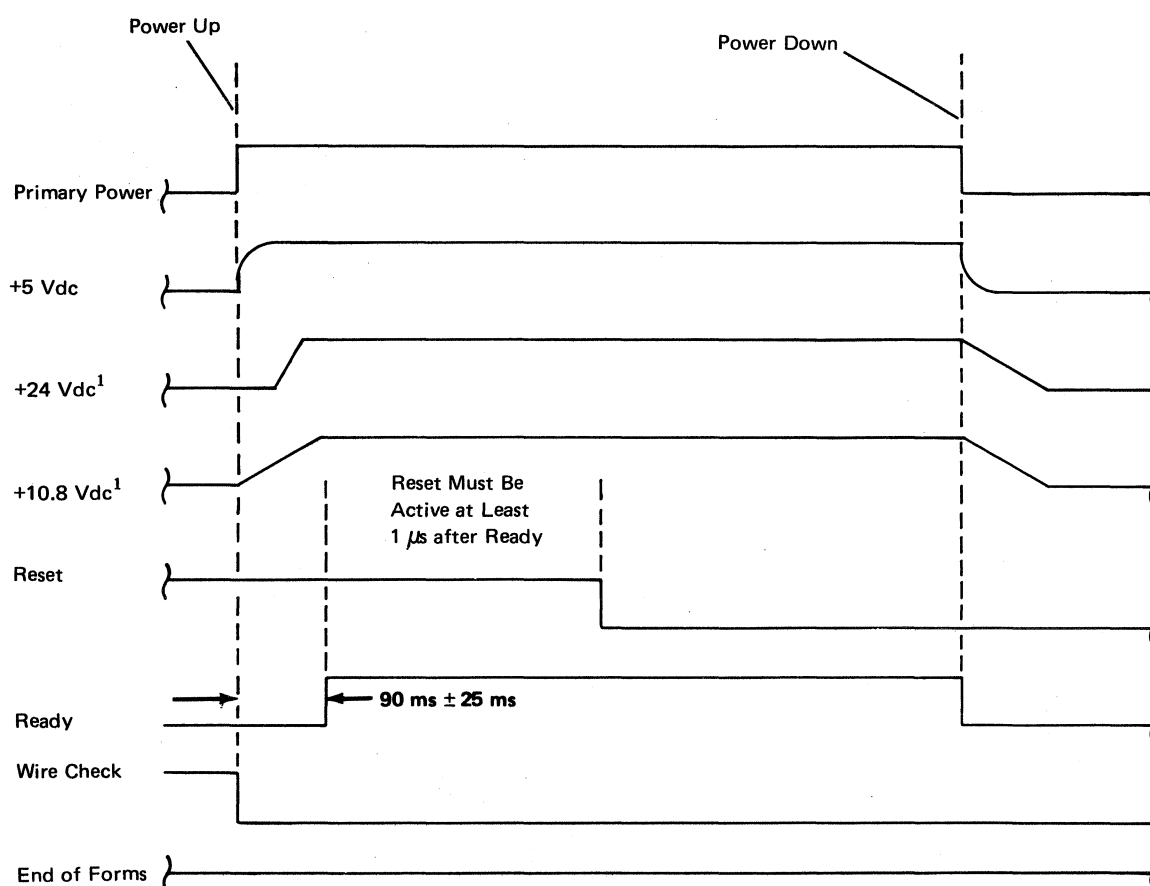 Power Up
Power Down
Primary Power
+5 Vdc
+24 Vdc¹
+10.8 Vdc¹
Reset Must Be
Active at Least
1 µs after Ready
Reset
90 ms ± 25 ms
Ready
Wire Check
End of Forms